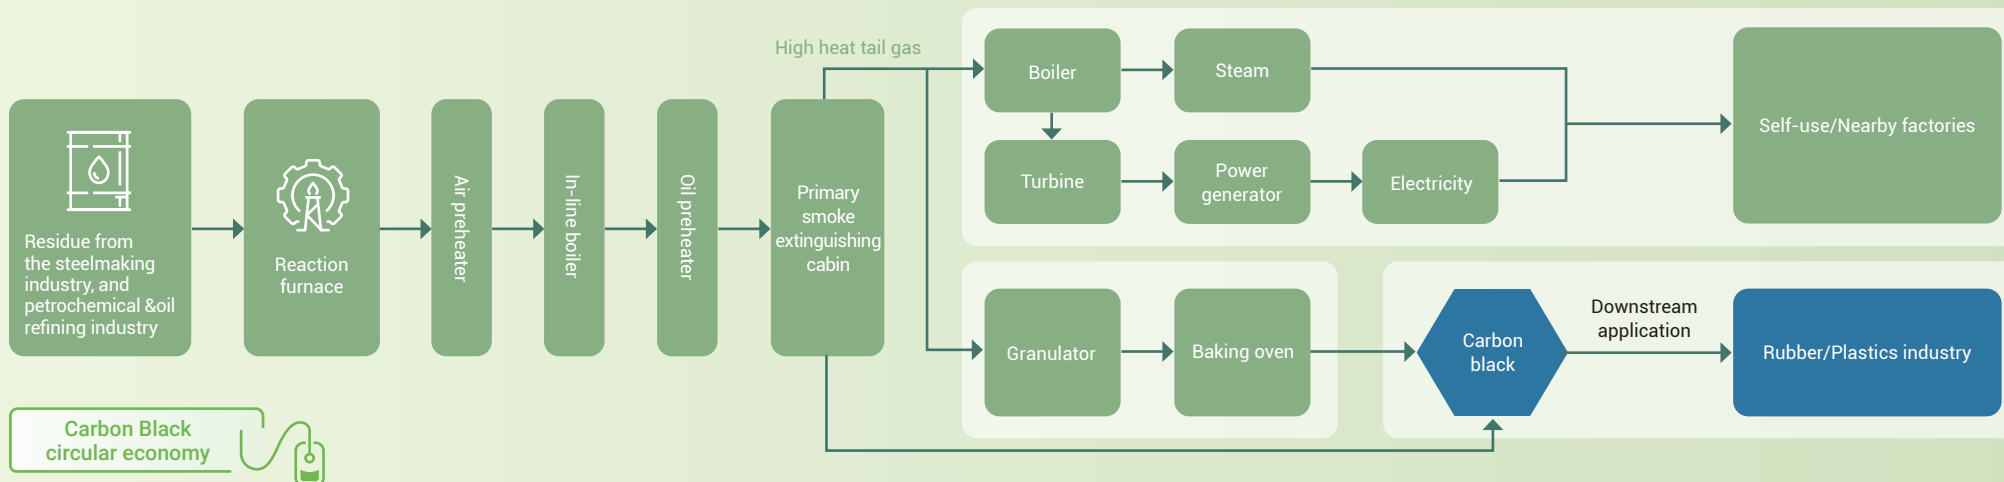 Residue from
the steelmaking
industry, and
petrochemical &oil
refining industry
Reaction
furnace
Air preheater
In-line boiler
Oil preheater
Primary
smoke
extinguishing
cabin
High heat tail gas
Boiler
Steam
Turbine
Power
generator
Electricity
Self-use/Nearby factories
Granulator
Baking oven
Carbon
black
Downstream
application
Rubber/Plastics industry
Carbon Black
circular economy